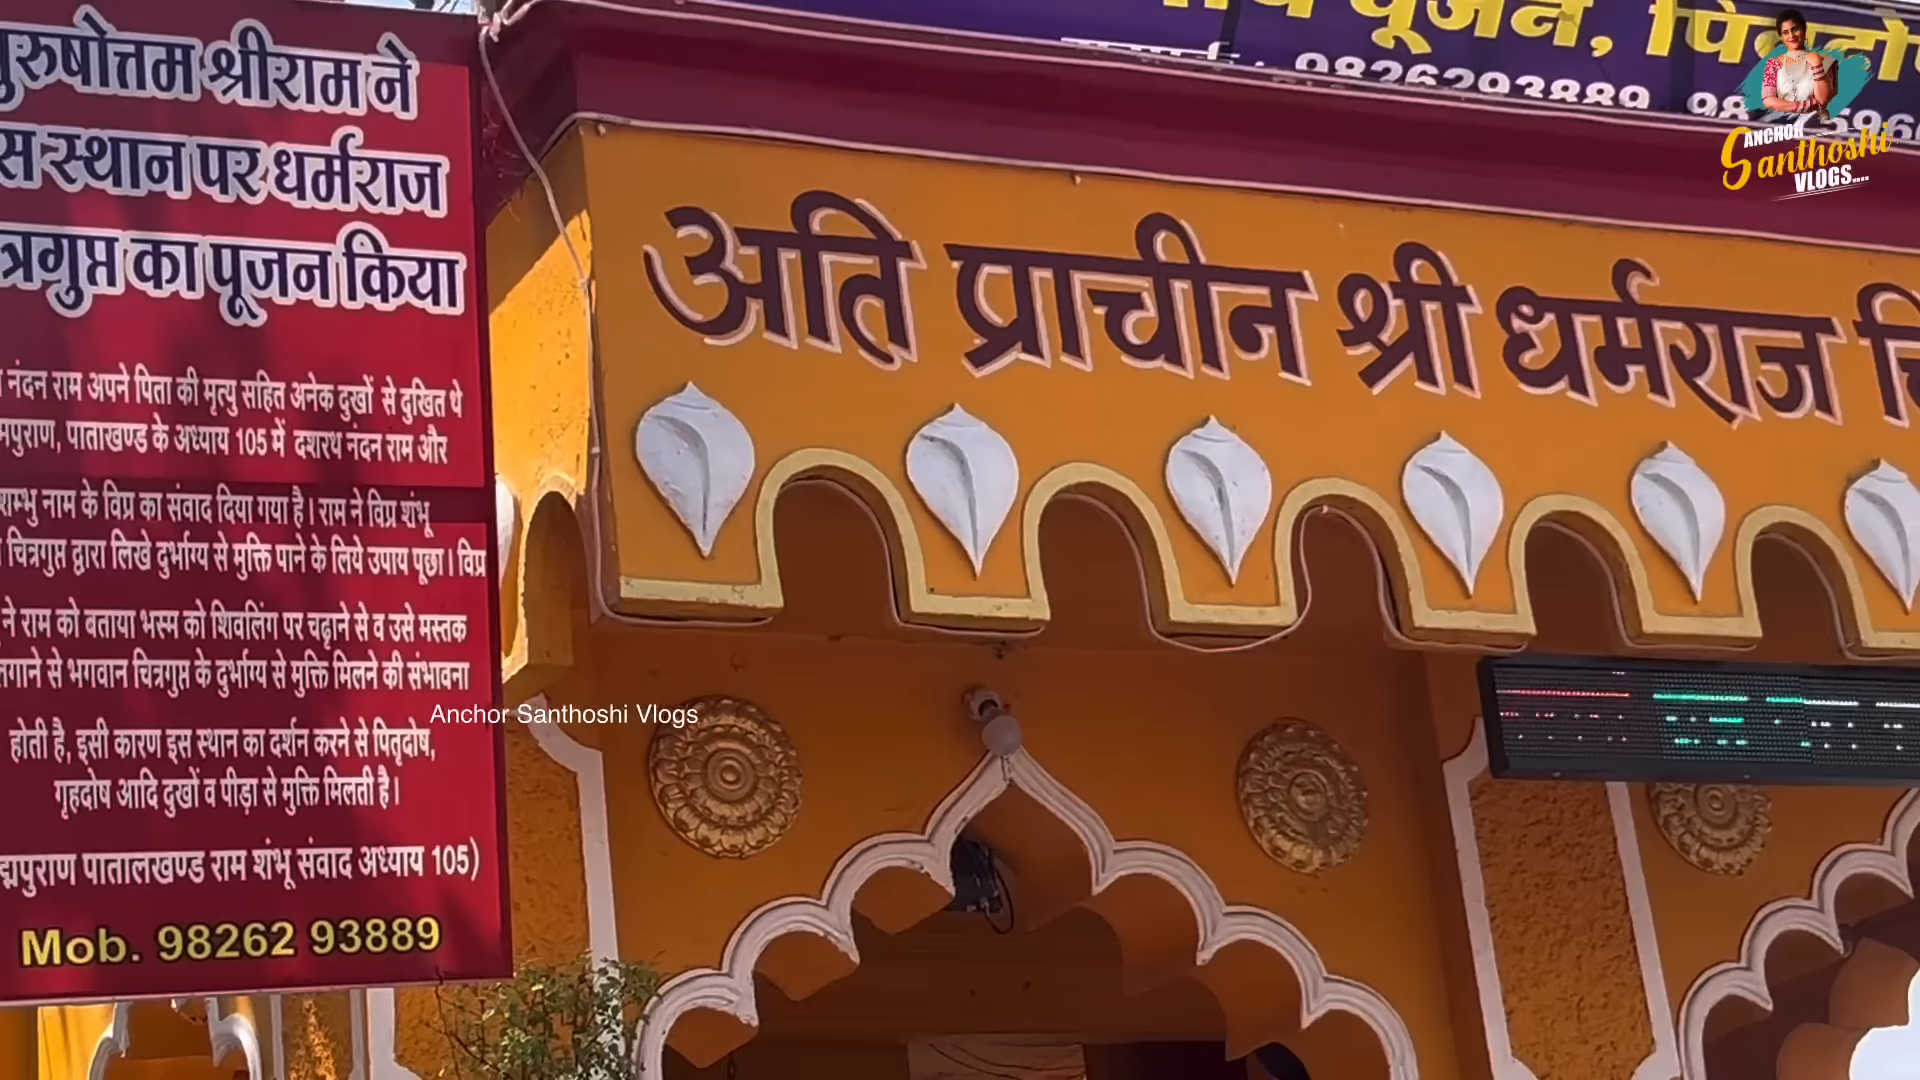 पुरुषोत्तम श्रीराम ने
स स्थान पर धर्मराज
त्रगुप्त का पूजन किया
नंदन राम अपने पिता की मृत्यु सहित अनेक दुखों से दुखित थे
मपुराण, पाताखण्ड के अध्याय 105 में दशरथ नंदन राम और
शम्भु नाम के विप्र का संवाद दिया गया है। राम ने विप्र शंभू
चित्रगुप्त द्वारा लिखे दुर्भाग्य से मुक्ति पाने के लिये उपाय पूछा। विप्र
ने राम को बताया भस्म को शिवलिंग पर चढ़ाने से व उसे मस्तक
लगाने से भगवान चित्रगुप्त के दुर्भाग्य से मुक्ति मिलने की संभावना
होती है, इसी कारण इस स्थान का दर्शन करने से पितृदोष,
गृहदोष आदि दुखों व पीड़ा से मुक्ति मिलती है।
द्मपुराण पातालखण्ड राम शंभू संवाद अध्याय 105)
Mob. 98262 93889
पूजन,
9826293889
अति प्राचीन श्री धर्मराज
ANCHOR
Santhoshi
VLOGS....
Anchor Santhoshi Vlogs